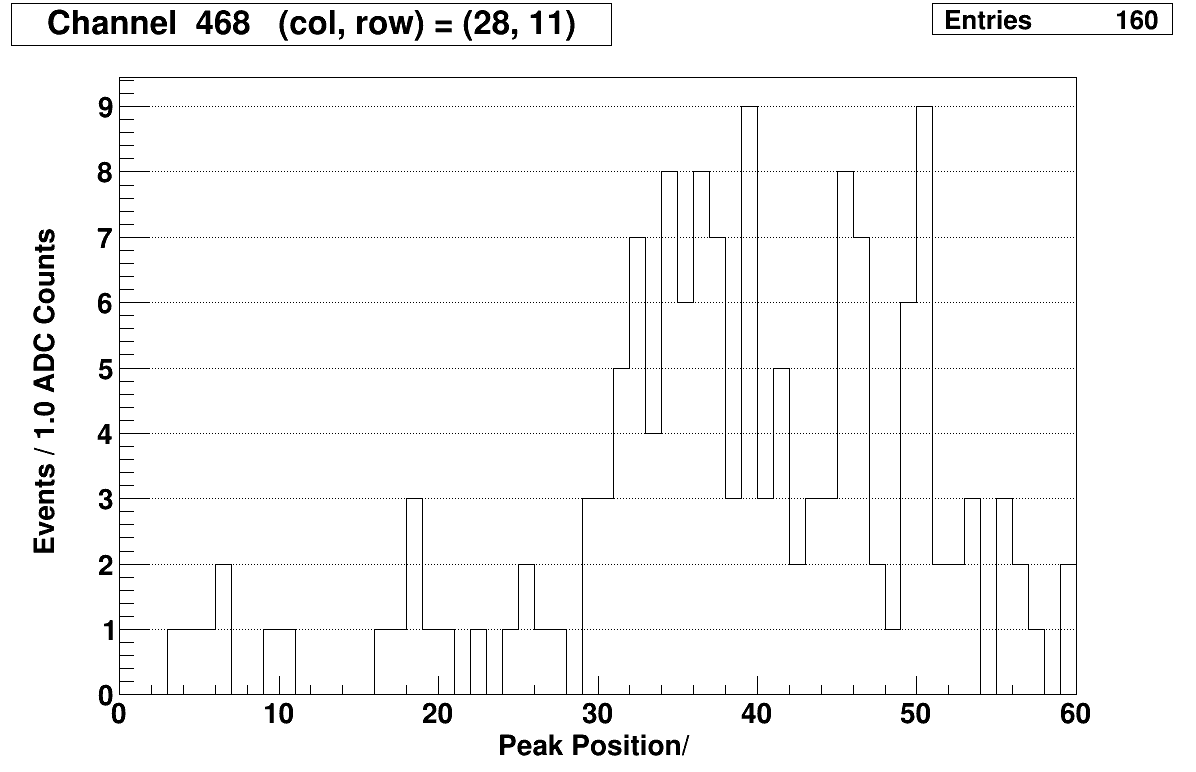 Channel 468 (col, row) = (28, 11)
Entries 160
Events / 1.0 ADC Counts
9
8
7
6
5
4
3
2
1
0
0 10 20 30 40 50 60
Peak Position/